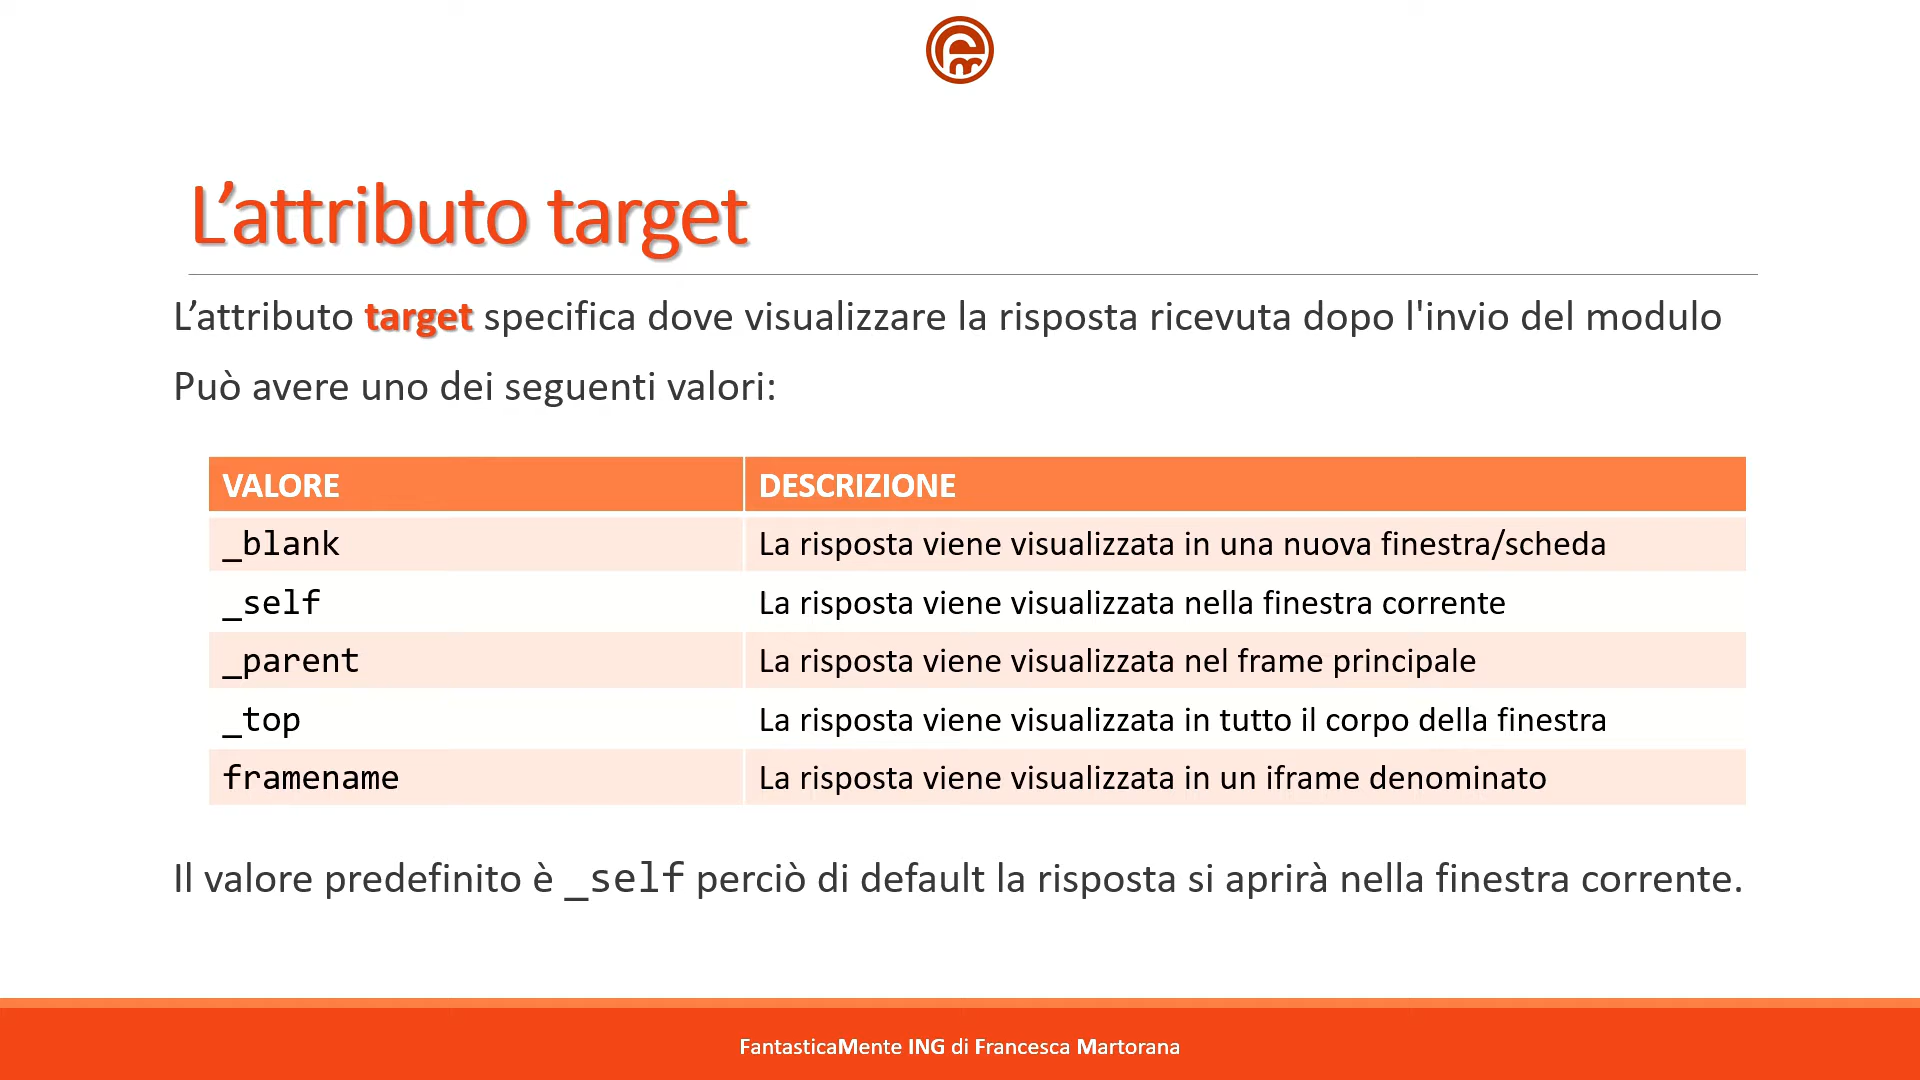 L’attributo target
L’attributo target specifica dove visualizzare la risposta ricevuta dopo l'invio del modulo
Può avere uno dei seguenti valori:
VALORE DESCRIZIONE
_blank La risposta viene visualizzata in una nuova finestra/scheda
_self La risposta viene visualizzata nella finestra corrente
_parent La risposta viene visualizzata nel frame principale
_top La risposta viene visualizzata in tutto il corpo della finestra
framename La risposta viene visualizzata in un iframe denominato
Il valore predefinito è _self perciò di default la risposta si aprirà nella finestra corrente.
FantasticaMente ING di Francesca Martorana